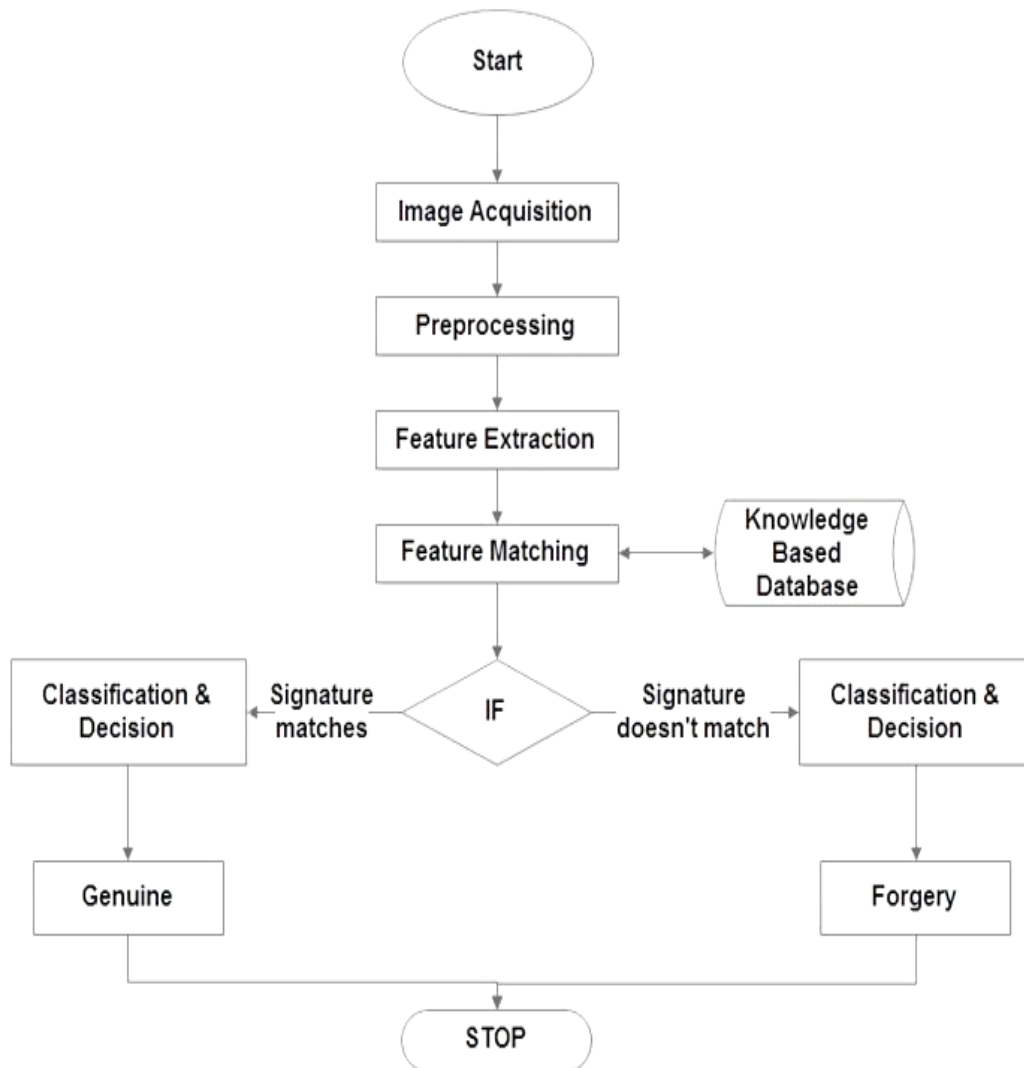 Start
Image Acquisition
Preprocessing
Feature Extraction
Feature Matching
Knowledge
Based
Database
Classification &
Decision
Signature
matches
IF
Signature
doesn't match
Classification &
Decision
Genuine
Forgery
STOP